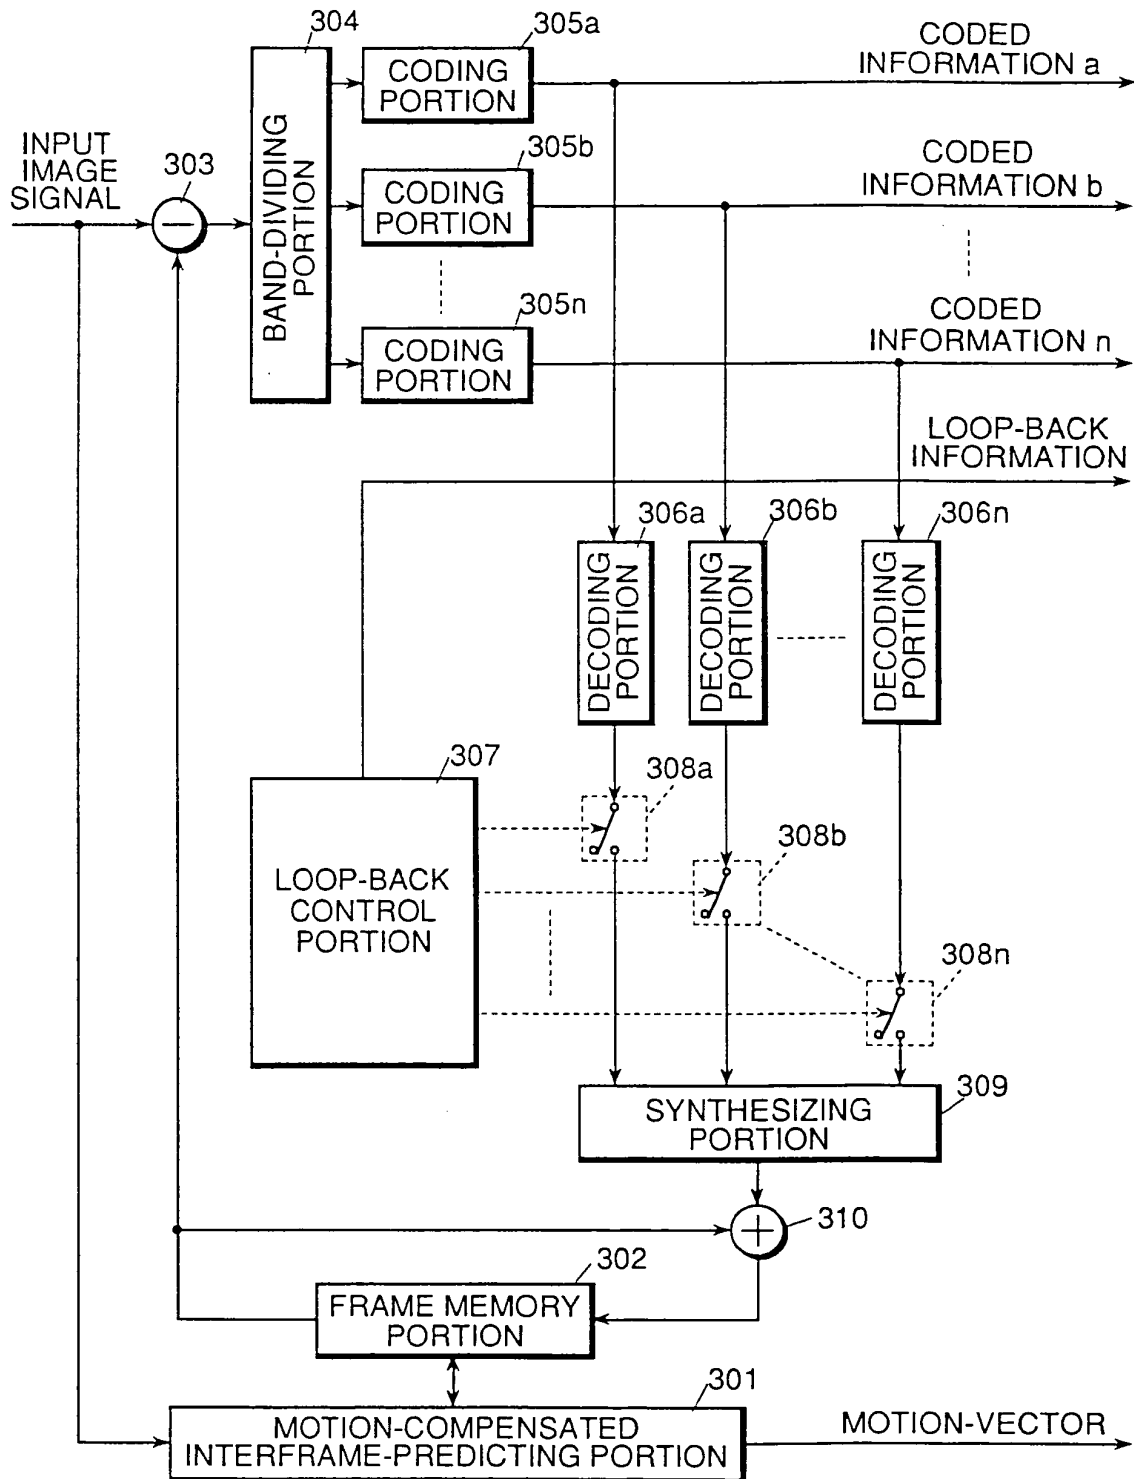 304
305a
CODING
PORTION
CODED
INFORMATION a
INPUT
IMAGE
SIGNAL
303
BAND-DIVIDING
PORTION
305b
CODING
PORTION
CODED
INFORMATION b
305n
CODING
PORTION
CODED
INFORMATION n
LOOP-BACK
INFORMATION
306a
306b
306n
DECODING
PORTION
DECODING
PORTION
DECODING
PORTION
307
LOOP-BACK
CONTROL
PORTION
308a
308b
308n
SYNTHESIZING
PORTION
309
310
302
FRAME MEMORY
PORTION
301
MOTION-COMPENSATED
INTERFRAME-PREDICTING PORTION
MOTION-VECTOR